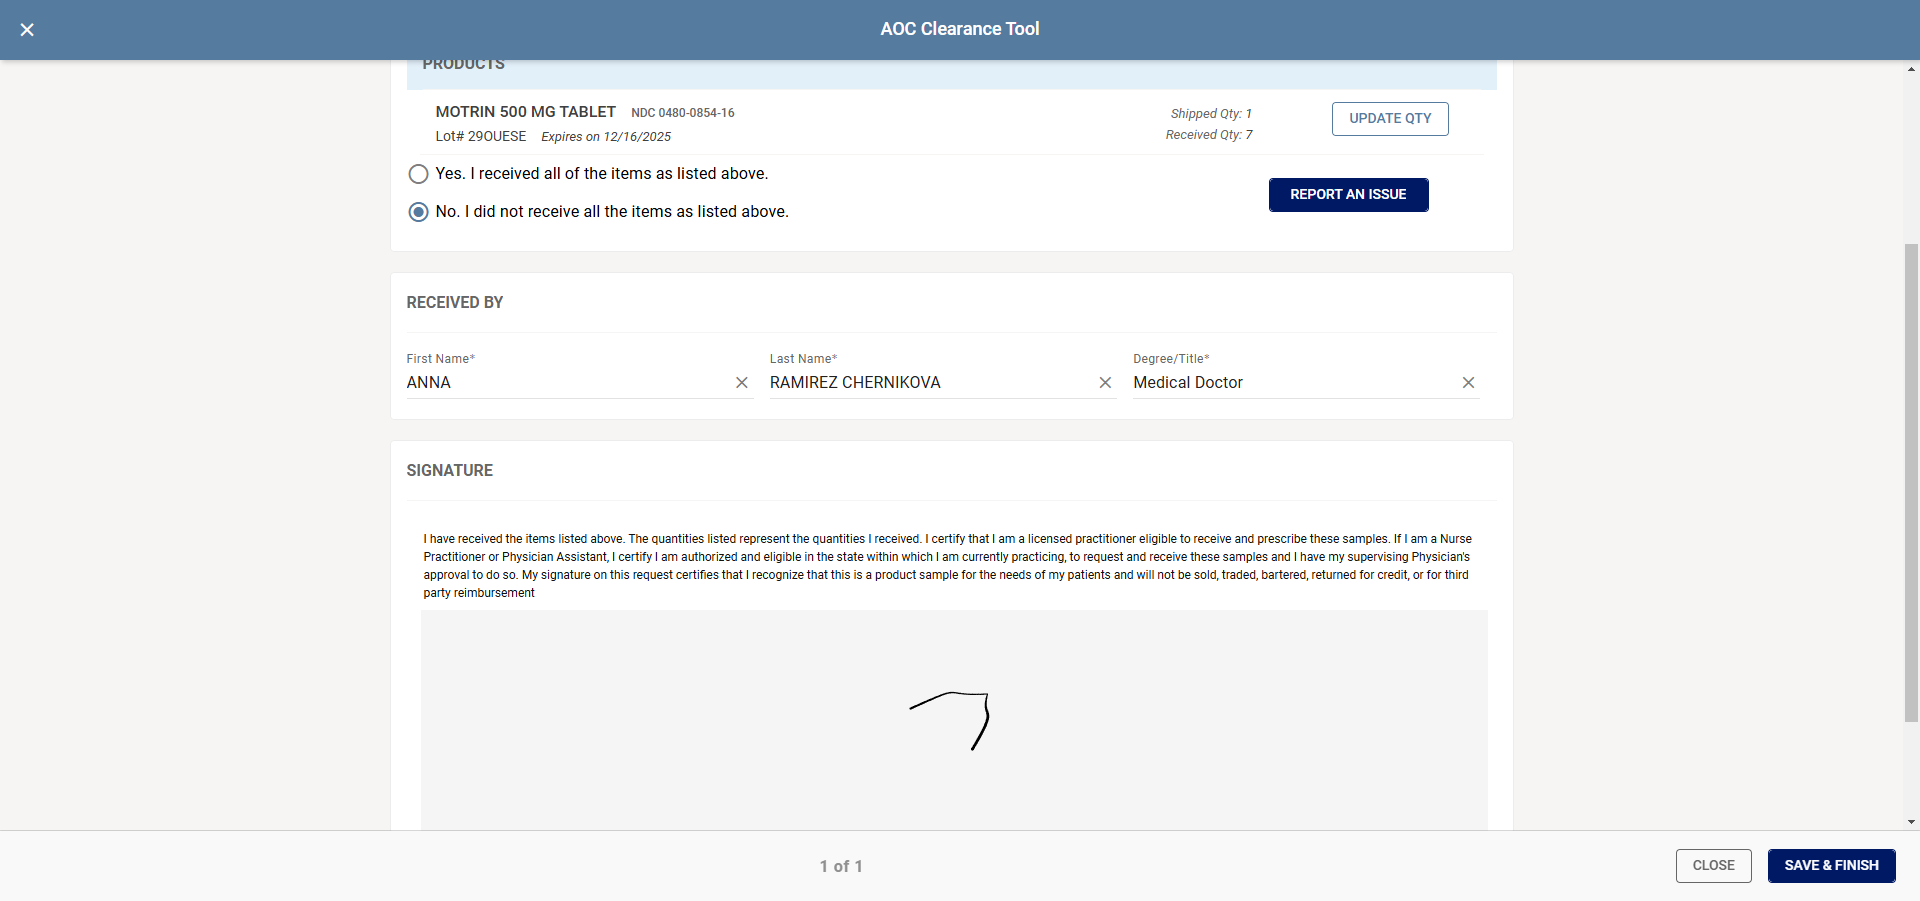 AOC Clearance Tool
PRODUCTS
MOTRIN 500 MG TABLET NDC 0480-0854-16
Lot# 29OUESE Expires on 12/16/2025
Shipped Qty: 1
Received Qty: 7
UPDATE QTY
Yes. I received all of the items as listed above.
No. I did not receive all the items as listed above.
REPORT AN ISSUE
RECEIVED BY
First Name*
ANNA
Last Name*
RAMIREZ CHERNIKOVA
Degree/Title*
Medical Doctor
SIGNATURE
I have received the items listed above. The quantities listed represent the quantities I received. I certify that I am a licensed practitioner eligible to receive and prescribe these samples. If I am a Nurse
Practitioner or Physician Assistant, I certify I am authorized and eligible in the state within which I am currently practicing, to request and receive these samples and I have my supervising Physician's
approval to do so. My signature on this request certifies that I recognize that this is a product sample for the needs of my patients and will not be sold, traded, bartered, returned for credit, or for third
party reimbursement
1 of 1
CLOSE
SAVE & FINISH